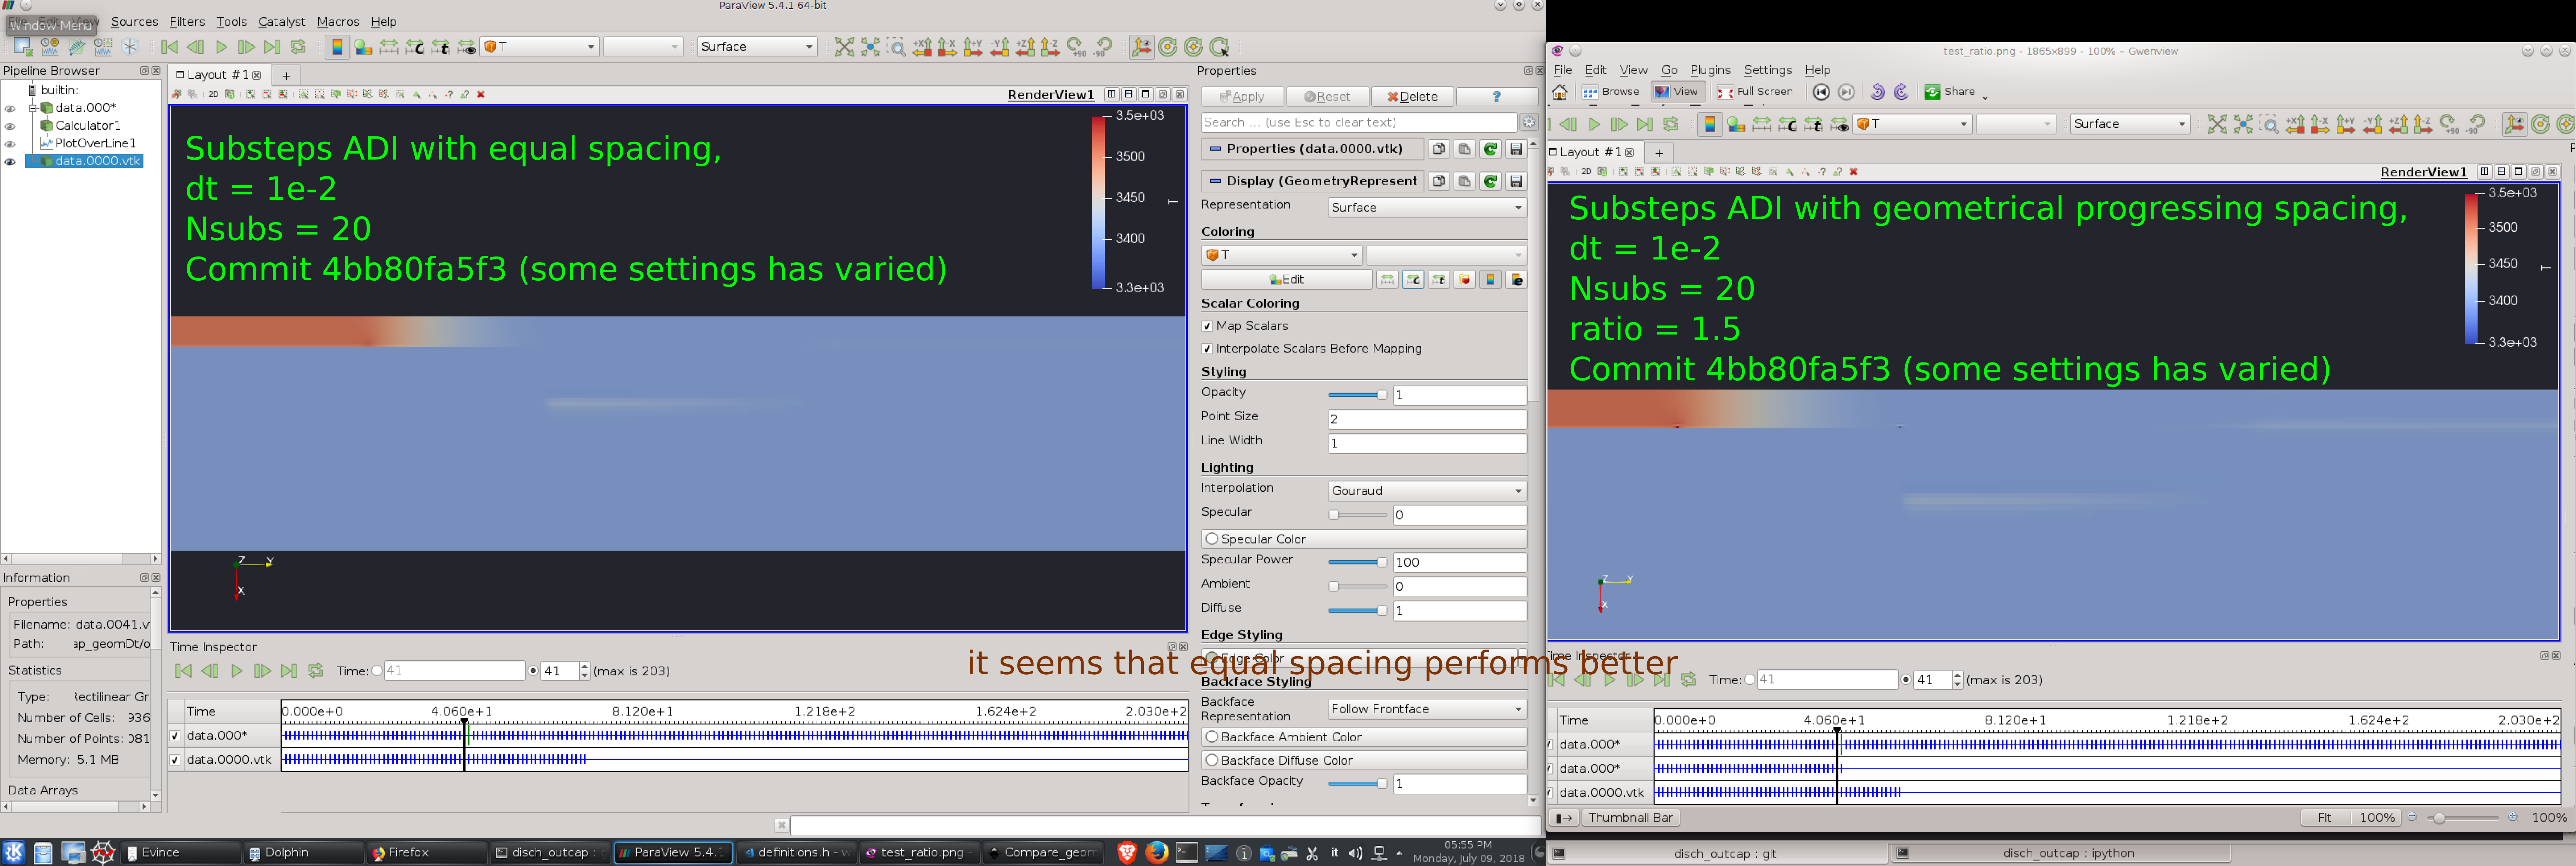 ParaView 5.4.1 64-bit
Window Menu
Sources Filters Tools Catalyst Macros Help
T
Surface
Pipeline Browser
builtin:
data.000*
Calculator1
PlotOverLine1
data.0000.vtk
Layout #1
RenderView1
Substeps ADI with equal spacing,
dt = 1e-2
Nsubs = 20
Commit 4bb80fa5f3 (some settings has varied)
3.5e+03
3500
3450
3400
3.3e+03
T
Z Y
X
Information
Properties
Filename: data.0041.v
Path: ap_geomDt/o
Statistics
Type: lectilinear Gr
Number of Cells: 936
Number of Points: 081
Memory: 5.1 MB
Data Arrays
Time Inspector
Time: 41 41 (max is 203)
Time 0.000e+0 4.060e+1 8.120e+1 1.218e+2 1.624e+2 2.030e+2
data.000*
data.0000.vtk
Properties
Apply Reset Delete ?
Search ... (use Esc to clear text)
Properties (data.0000.vtk)
Display (GeometryRepresent
Representation Surface
Coloring
T
Edit
Scalar Coloring
Map Scalars
Interpolate Scalars Before Mapping
Styling
Opacity 1
Point Size 2
Line Width 1
Lighting
Interpolation Gouraud
Specular 0
Specular Color
Specular Power 100
Ambient 0
Diffuse 1
Edge Styling
Edge Color
it seems that equal spacing performs better
Backface Styling
Backface
Representation Follow Frontface
Backface Ambient Color
Backface Diffuse Color
Backface Opacity 1
test_ratio.png - 1865x899 - 100% – Gwenview
File Edit View Go Plugins Settings Help
Browse View Full Screen Share
T
Surface
Layout #1
RenderView1
Substeps ADI with geometrical progressing spacing,
dt = 1e-2
Nsubs = 20
ratio = 1.5
Commit 4bb80fa5f3 (some settings has varied)
3.5e+03
3500
3450
3400
3.3e+03
T
Z Y
X
Time Inspector
Time: 41 41 (max is 203)
Time 0.000e+0 4.060e+1 8.120e+1 1.218e+2 1.624e+2 2.030e+2
data.000*
data.000*
data.0000.vtk
Thumbnail Bar Fit 100% 100%
Evince Dolphin Firefox disch_outcap : ParaView 5.4.1 definitions.h - test_ratio.png - Compare_geom
it
05:55 PM
Monday, July 09, 2018
disch_outcap : git
disch_outcap : ipython